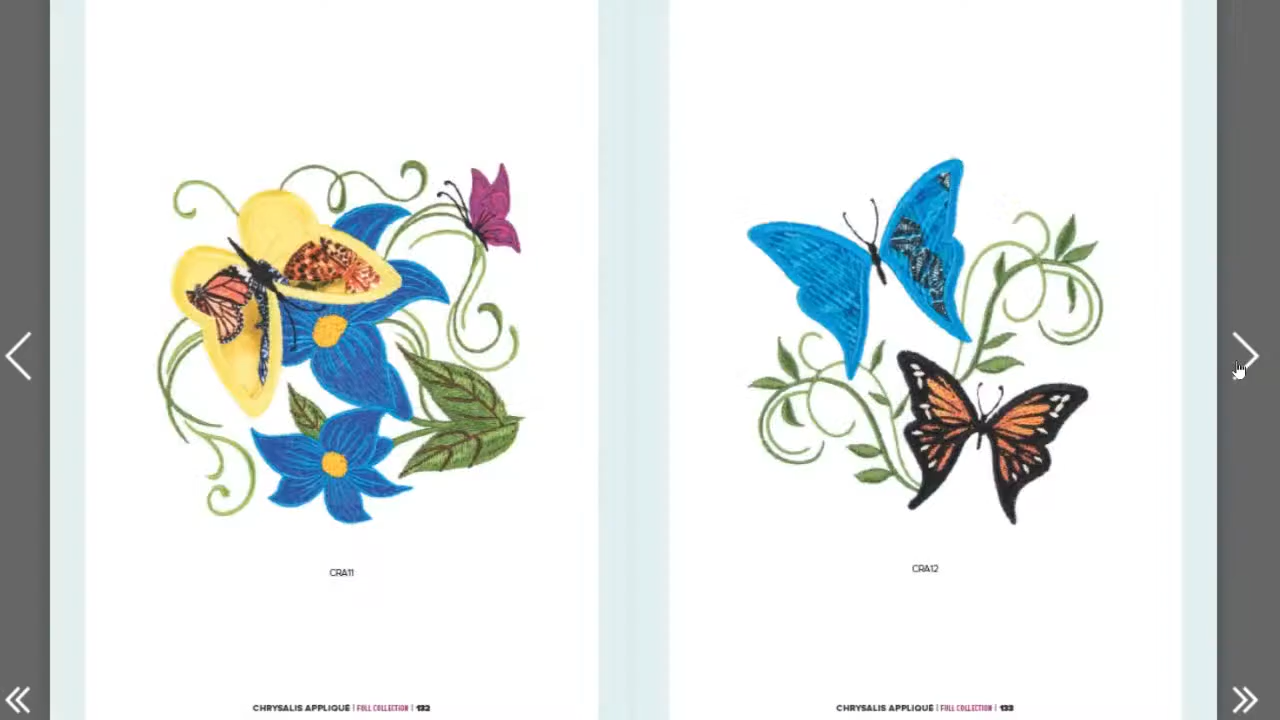 CRA11
CRA12
CHRYSALIS APPLIQUÉ | FULL COLLECTION | 132
CHRYSALIS APPLIQUÉ | FULL COLLECTION | 133